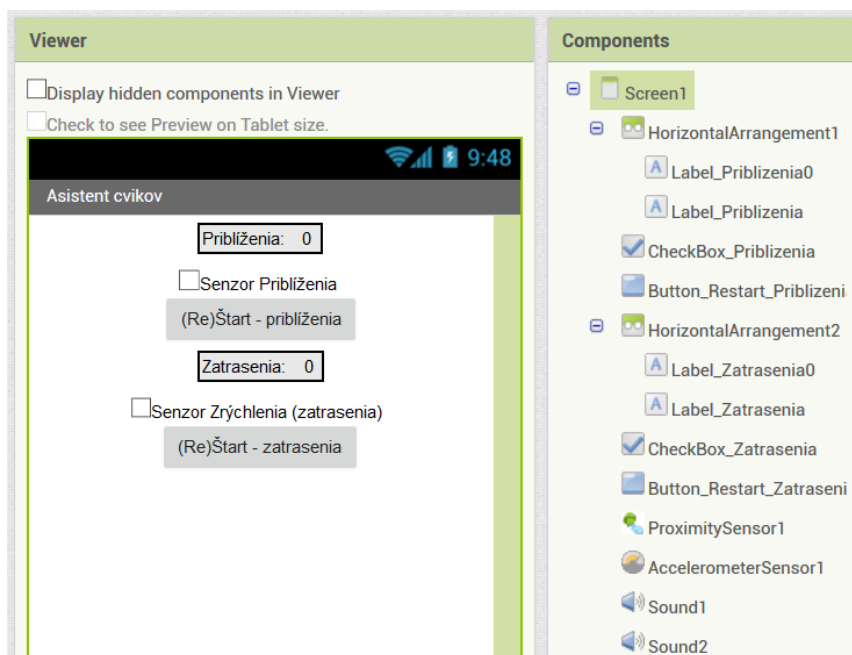 Viewer
Display hidden components in Viewer
Check to see Preview on Tablet size.
9:48
Asistent cvikov
Priblíženia: 0
Senzor Priblíženia
(Re)Štart - priblíženia
Zatrasenia: 0
Senzor Zrýchlenia (zatrasenia)
(Re)Štart - zatrasenia
Components
Screen1
HorizontalArrangement1
A Label_Priblizenia0
A Label_Priblizenia
CheckBox_Priblizenia
Button_Restart_Priblizeni
HorizontalArrangement2
A Label_Zatrasenia0
A Label_Zatrasenia
CheckBox_Zatrasenia
Button_Restart_Zatraseni
ProximitySensor1
AccelerometerSensor1
Sound1
Sound2